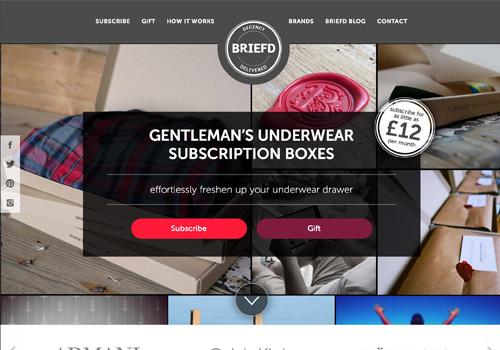 SUBSCRIBE GIFT HOW IT WORKS BRANDS BRIEFD BLOG CONTACT
DECENCY
BRIEFD
DELIVERED
subscribe for
as little as
£12
per month
GENTLEMAN'S UNDERWEAR
SUBSCRIPTION BOXES
effortlessly freshen up your underwear drawer
Subscribe Gift